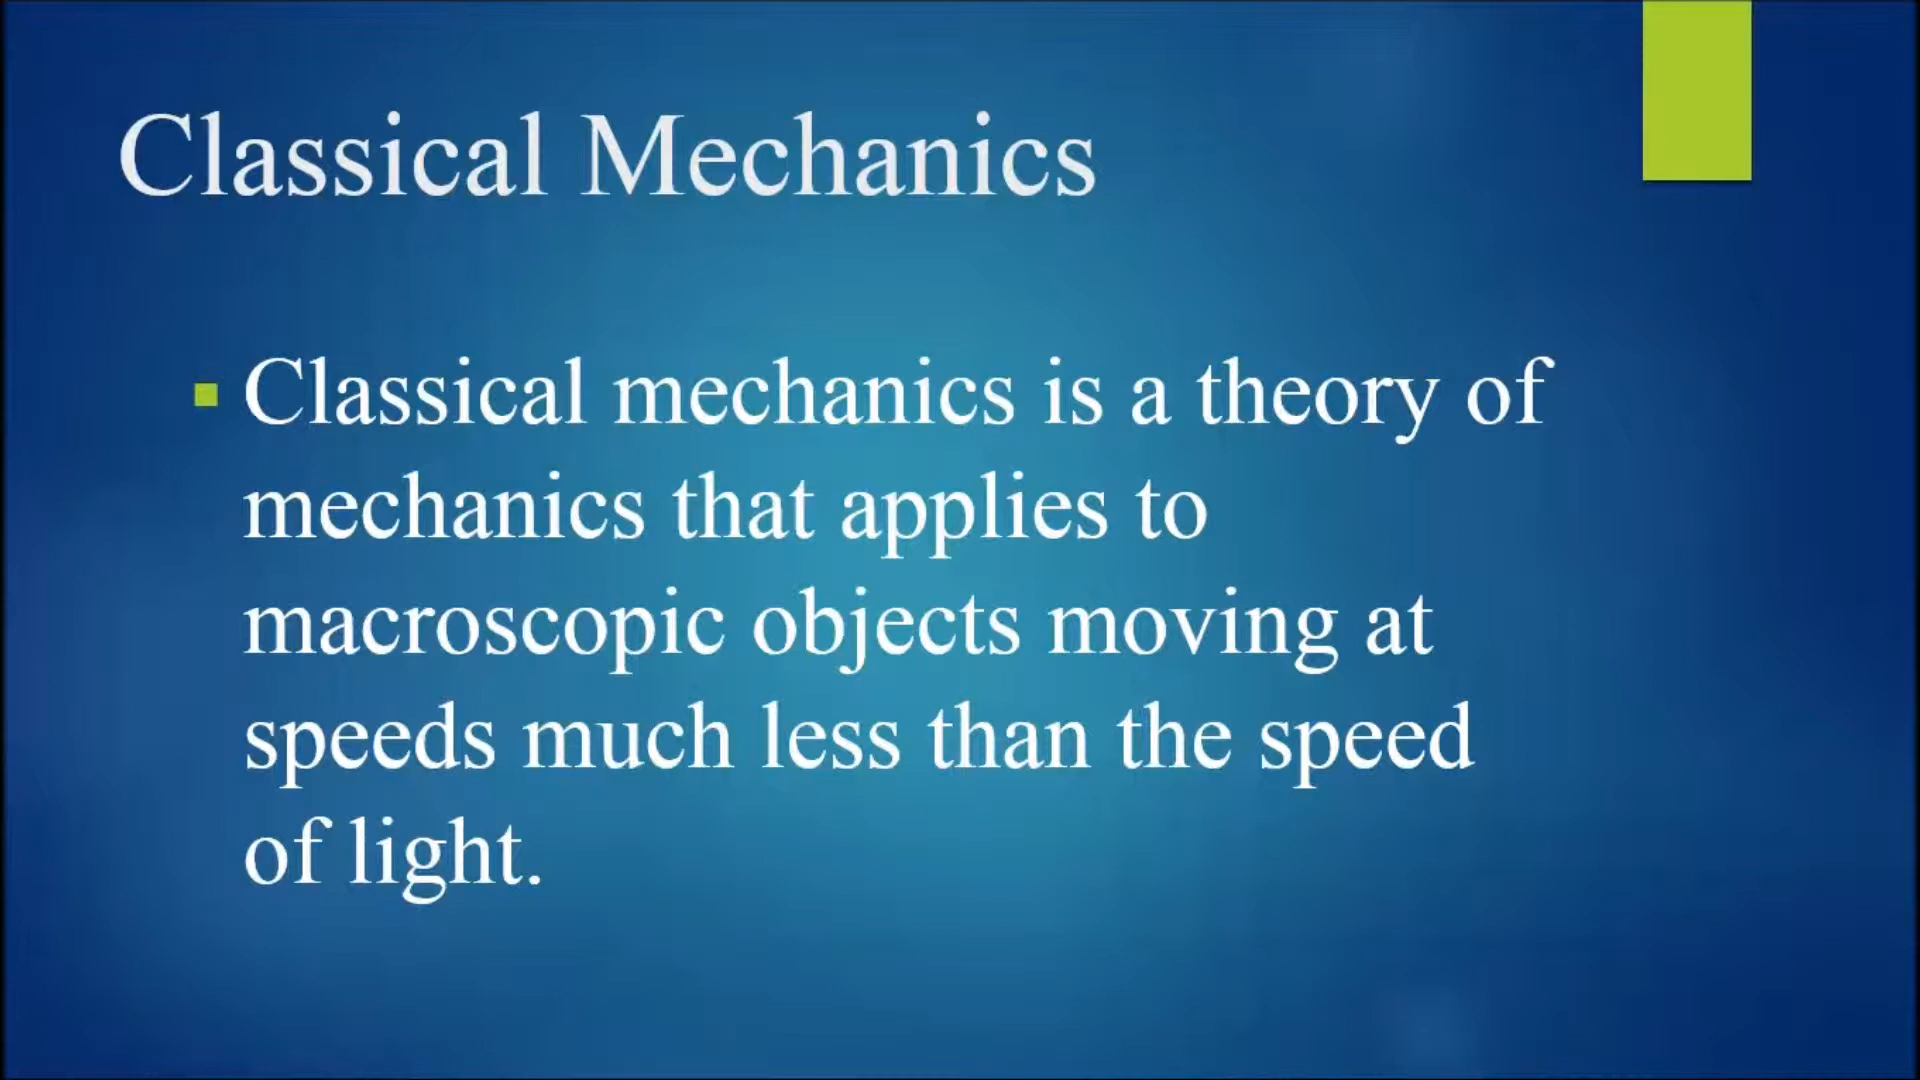 Classical Mechanics
Classical mechanics is a theory of
mechanics that applies to
macroscopic objects moving at
speeds much less than the speed
of light.